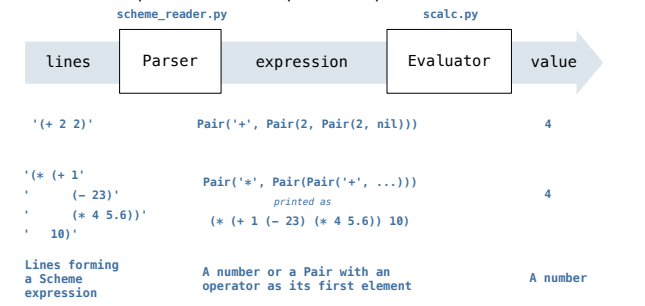 scheme_reader.py
scalc.py
lines
Parser
expression
Evaluator
value
'(+ 2 2)'
Pair('+', Pair(2, Pair(2, nil)))
4
'(* (+ 1'
'      (- 23)'
'      (* 4 5.6))'
'   10)'
Pair('*', Pair(Pair('+', ...)))
printed as
(* (+ 1 (- 23) (* 4 5.6)) 10)
4
Lines forming
a Scheme
expression
A number or a Pair with an
operator as its first element
A number